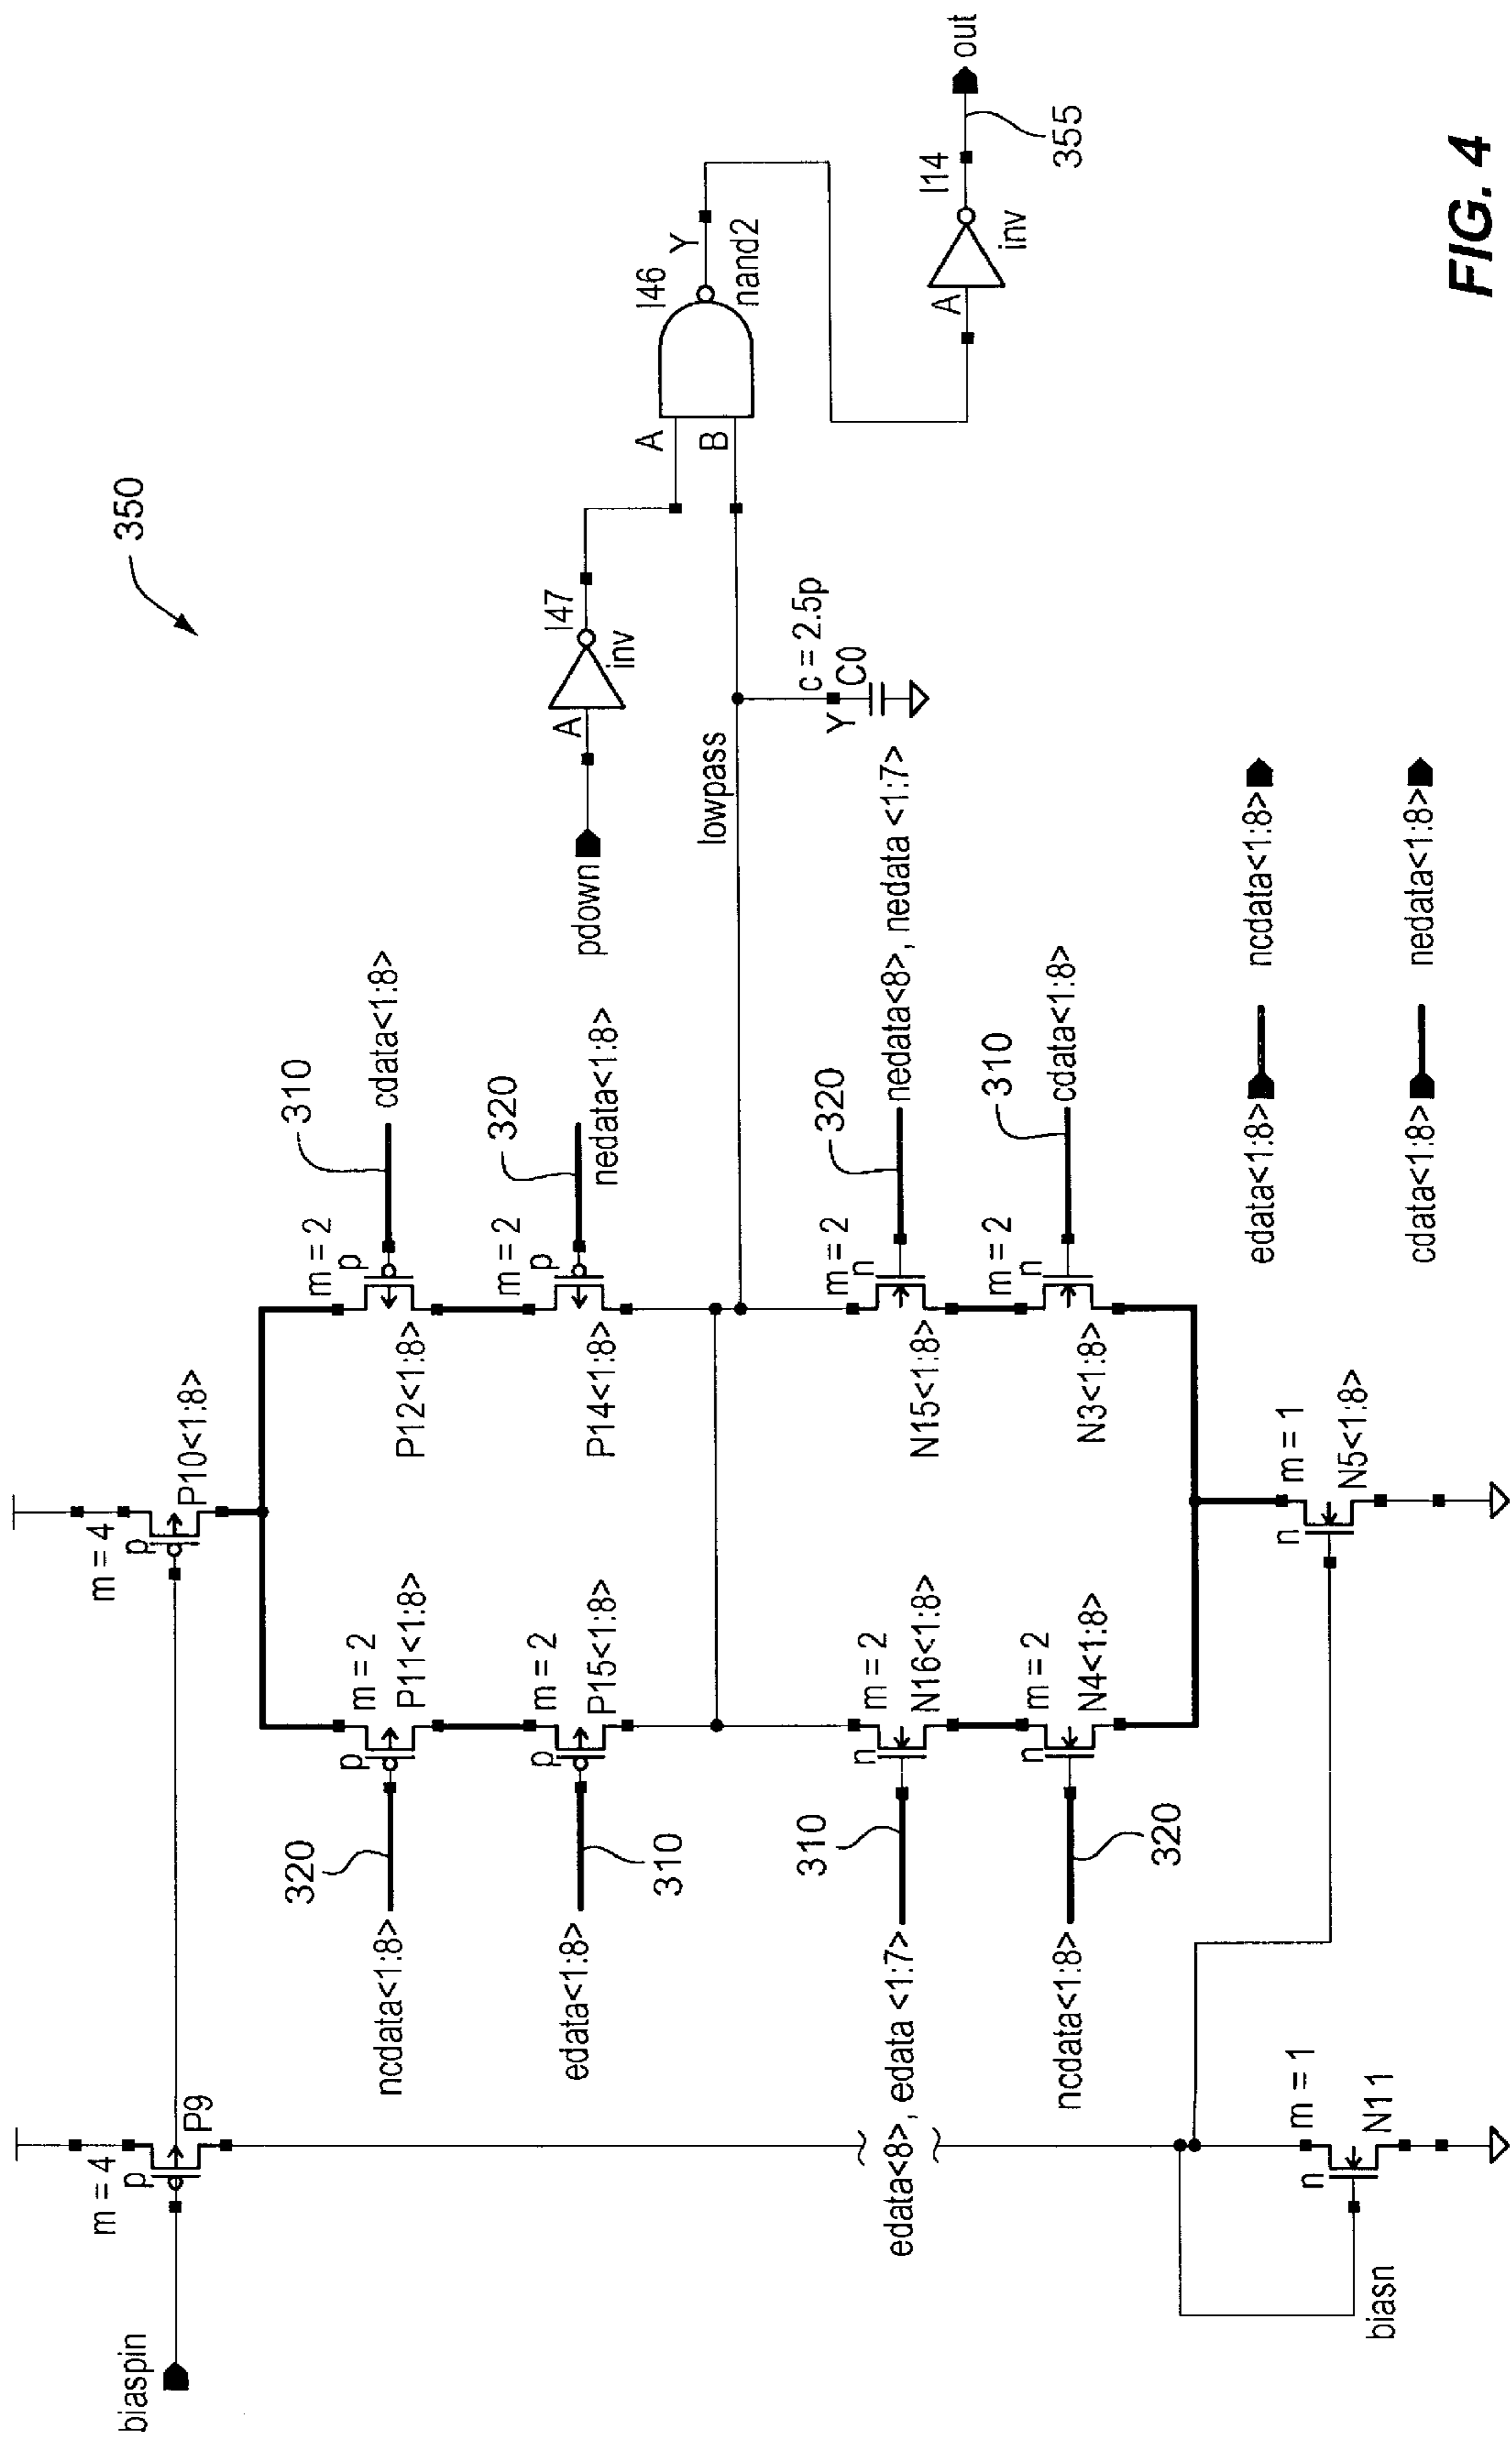 350
biaspin
m = 4
p
P9
m = 4
p
P10<1:8>
ncdata<1:8>
320
p
m = 2
P11<1:8>
m = 2
p
P12<1:8>
310
cdata<1:8>
edata<1:8>
310
p
m = 2
P15<1:8>
m = 2
p
P14<1:8>
320
nedata<1:8>
pdown
A
I47
inv
A
B
I46
Y
nand2
A
I14
inv
355
out
lowpass
c = 2.5p
Y
C0
edata<8>, edata <1:7>
310
n
m = 2
N16<1:8>
m = 2
n
N15<1:8>
320
nedata<8>, nedata <1:7>
ncdata<1:8>
320
n
m = 2
N4<1:8>
m = 2
n
N3<1:8>
310
cdata<1:8>
biasn
n
m = 1
N11
n
m = 1
N5<1:8>
edata<1:8>
ncdata<1:8>
cdata<1:8>
nedata<1:8>
FIG. 4